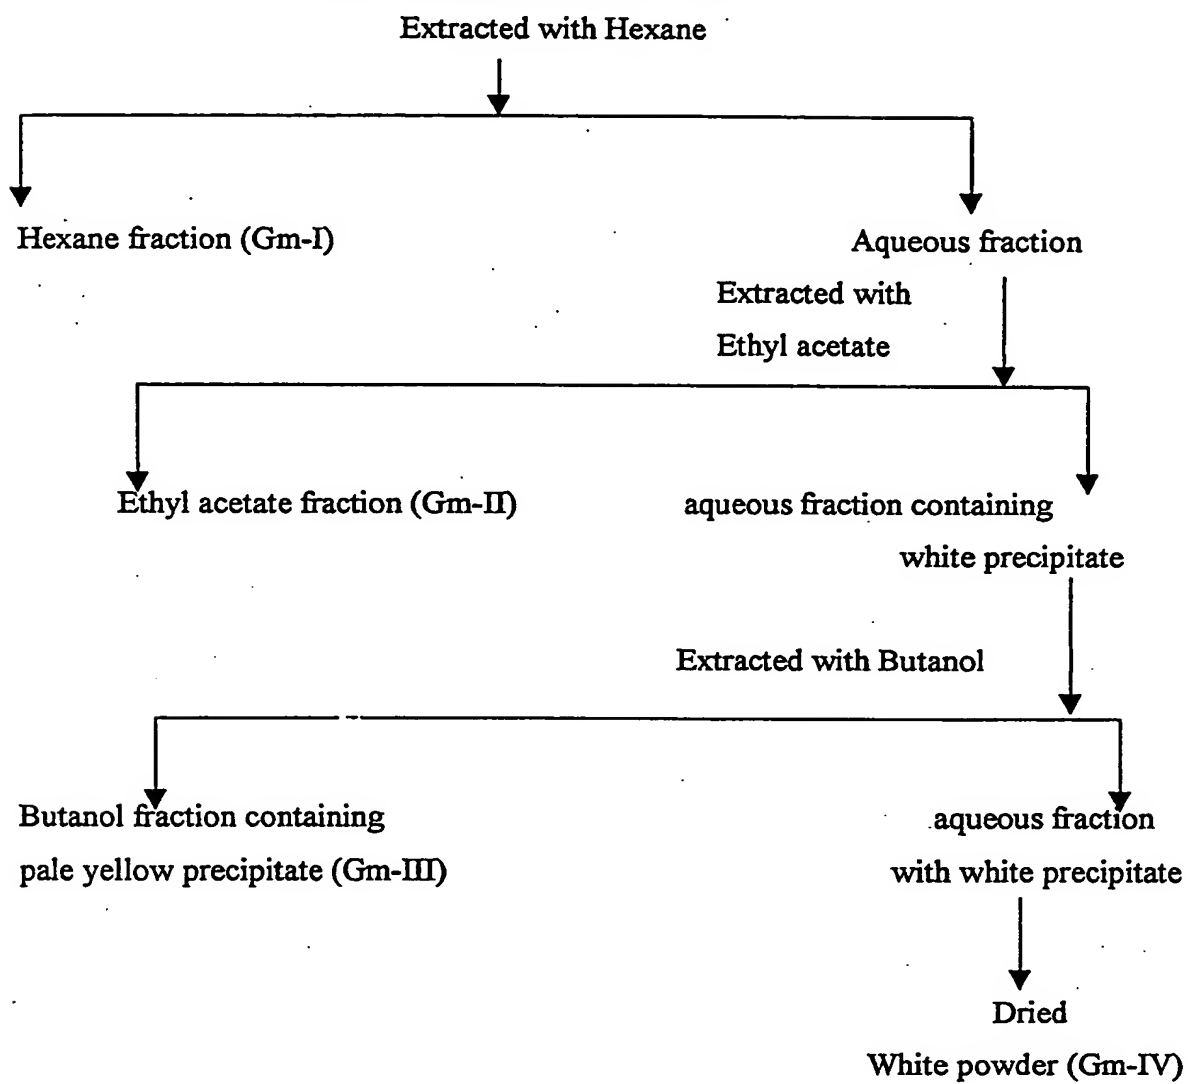 Extracted with Hexane
Hexane fraction (Gm-I)
Aqueous fraction
Extracted with
Ethyl acetate
Ethyl acetate fraction (Gm-II)
aqueous fraction containing
white precipitate
Extracted with Butanol
Butanol fraction containing
pale yellow precipitate (Gm-III)
aqueous fraction
with white precipitate
Dried
White powder (Gm-IV)